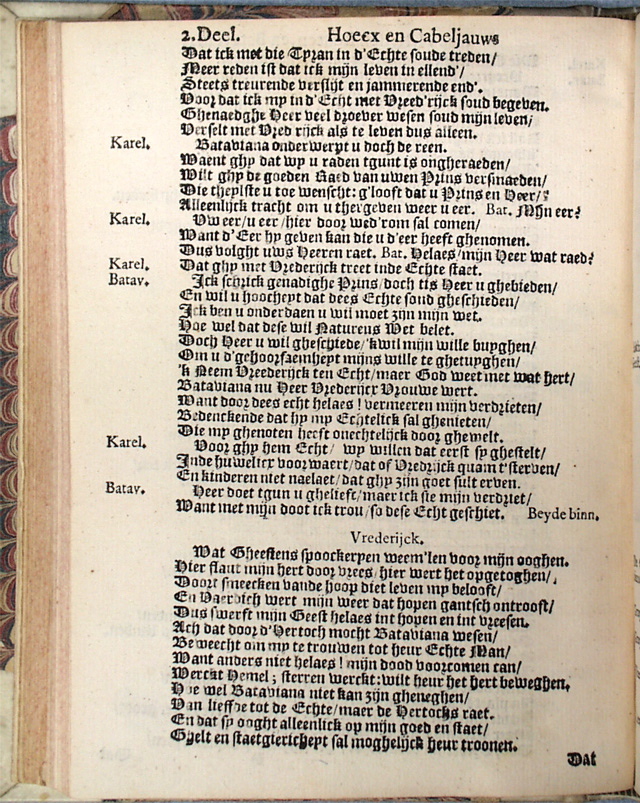 2.Deel. Hoecx en Cabeljauws
Dat ick met die Tyran in d'Echte soude treden/
Meer reden ist dat ick mijn leven in ellend'/
Steets treurende verslijt en jammerende end'.
Voor dat ick my in d'Echt met Vreed'rijck soud begeven.
Ghenaedghe Heer veel droever wesen soud mijn leven/
Verselt met Vred'rijck als te leven dus alleen.
Karel. Bataviana onderwerpt u doch de reen.
Waent ghy dat wy u raden tgunt is ongheraeden/
Wilt ghy de goeden Raed van uwen Prins versmaeden/
Die theylste u toe wenscht: g'looft dat u Prins en Heer/
Alleenlijck tracht om u thergeven weer u eer. Bat. Mijn eer?
Karel. Uw eer/u eer/hier door wed'rom sal comen/
Want d'Eer hy geven kan die u d'eer heeft ghenomen.
Dus volght uws Heeren raet. Bat. Helaes/mijn Heer wat raed?
Karel. Dat ghy met Vrederijck treet inde Echte staet.
Batav. Ick schrick genadighe Prins/doch tis Heer u ghebieden/
En wil u hoocheyt dat dees Echte soud gheschieden/
Ick ben u onderdaen u wil moet zijn mijn wet.
Hoe wel dat dese wil Naturens Wet belet.
Doch Heer u wil gheschiede/'kwil mijn wille buyghen/
Om u d'gehoorsaemheyt mijns wille te ghetuyghen/
'k Neem Vreederijck ten Echt/maer God weet met wat hert/
Bataviana nu Heer Vrederijcx Vrouwe wert.
Want door dees echt helaes! vermeeren mijn verdrieten/
Bedenckende dat hy my Echtelick sal ghenieten/
Die my ghenoten heeft onechtelijck door ghewelt.
Karel. Voor ghy hem Echt/ wy willen dat eerst sy ghestelt/
Inde huwelicx voorwaert/dat of Vredrijck quam t'sterven/
En kinderen niet naelaet/dat ghy zijn goet sult erven.
Batav. Heer doet tgun u ghelieft/maer ick sie mijn verdriet/
Want met mijn doot ick trou/so dese Echt geschiet. Beyde binn.
Vrederijck.
Wat Gheestens spoockerpen weem'len voor mijn ooghen.
Hier slaut mijn hert door vrees/hier wert het opgetoghen/
Doort smeecken vande hoop diet leven my belooft/
En Daerdich wert mijn weer dat hopen gantsch ontrooft/
Dus swerft mijn Geest helaes int hopen en int vreesen.
Ach dat door d'Hertoch mocht Bataviana wesen/
Beweecht om my te trouwen tot heur Echte Man/
Want anders niet helaes! mijn dood voorcomen can/
Werckt Hemel; sterren werckt: wilt heur het hert beweghen.
Hoe wel Bataviana niet kan zijn gheneghen/
Van lieffde tot de Echte/maer de Hertochs raet.
En dat sy ooght alleenlick op mijn goed en staet/
Ghelt en staetgiericheyt sal moghelijck heur troonen.
Dat